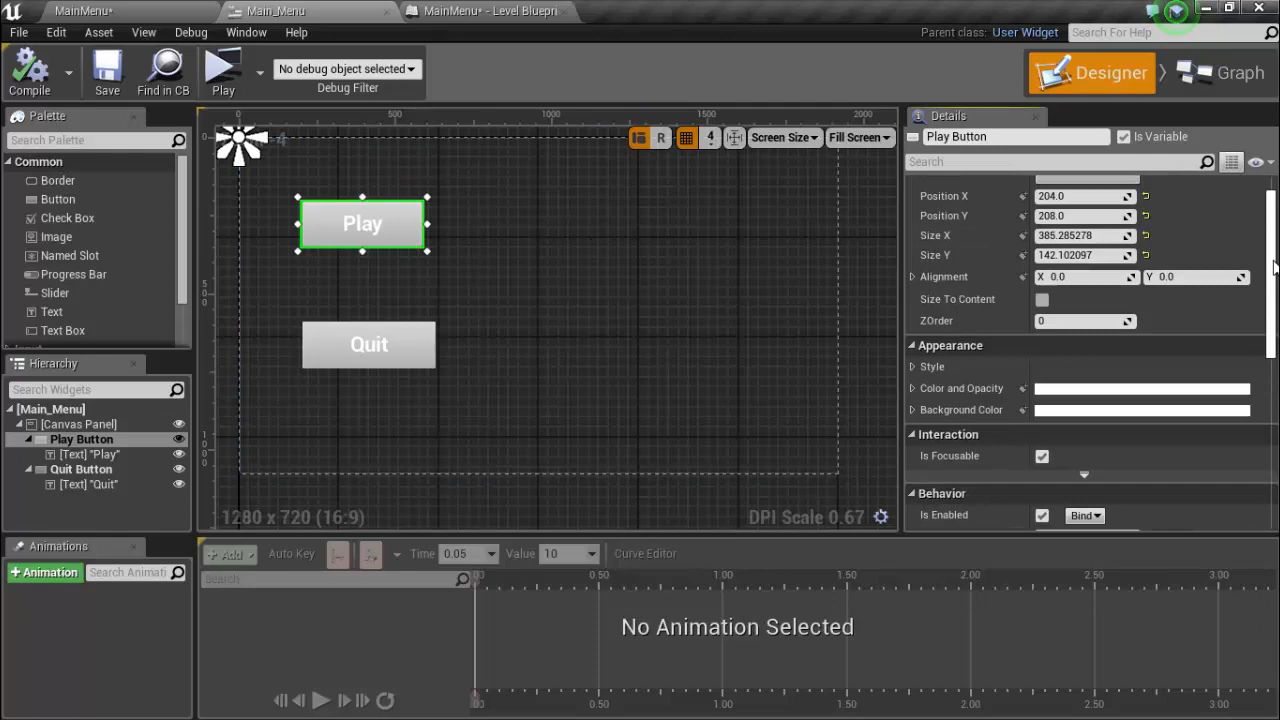 MainMenu*
Main_Menu
MainMenu* - Level Bluepri
File Edit Asset View Debug Window Help
Parent class: User Widget
Search For Help
Compile
Save
Find in CB
Play
No debug object selected
Debug Filter
Designer
Graph
Palette
Search Palette
Common
Border
Button
Check Box
Image
Named Slot
Progress Bar
Slider
Text
Text Box
Hierarchy
Search Widgets
[Main_Menu]
[Canvas Panel]
Play Button
[Text] "Play"
Quit Button
[Text] "Quit"
0 500 1000 1500 2000
R
4
Screen Size
Fill Screen
Play
Quit
1280 x 720 (16:9)
DPI Scale 0.67
Details
Play Button
Is Variable
Search
Position X 204.0
Position Y 208.0
Size X 385.285278
Size Y 142.102097
Alignment X 0.0 Y 0.0
Size To Content
ZOrder 0
Appearance
Style
Color and Opacity
Background Color
Interaction
Is Focusable
Behavior
Is Enabled Bind
Animations
+ Animation
Search Animati
+ Add
Auto Key
Time 0.05
Value 10
Curve Editor
Search
0.50 1.00 1.50 2.00 2.50 3.00
No Animation Selected
0.50 1.00 1.50 2.00 2.50 3.00